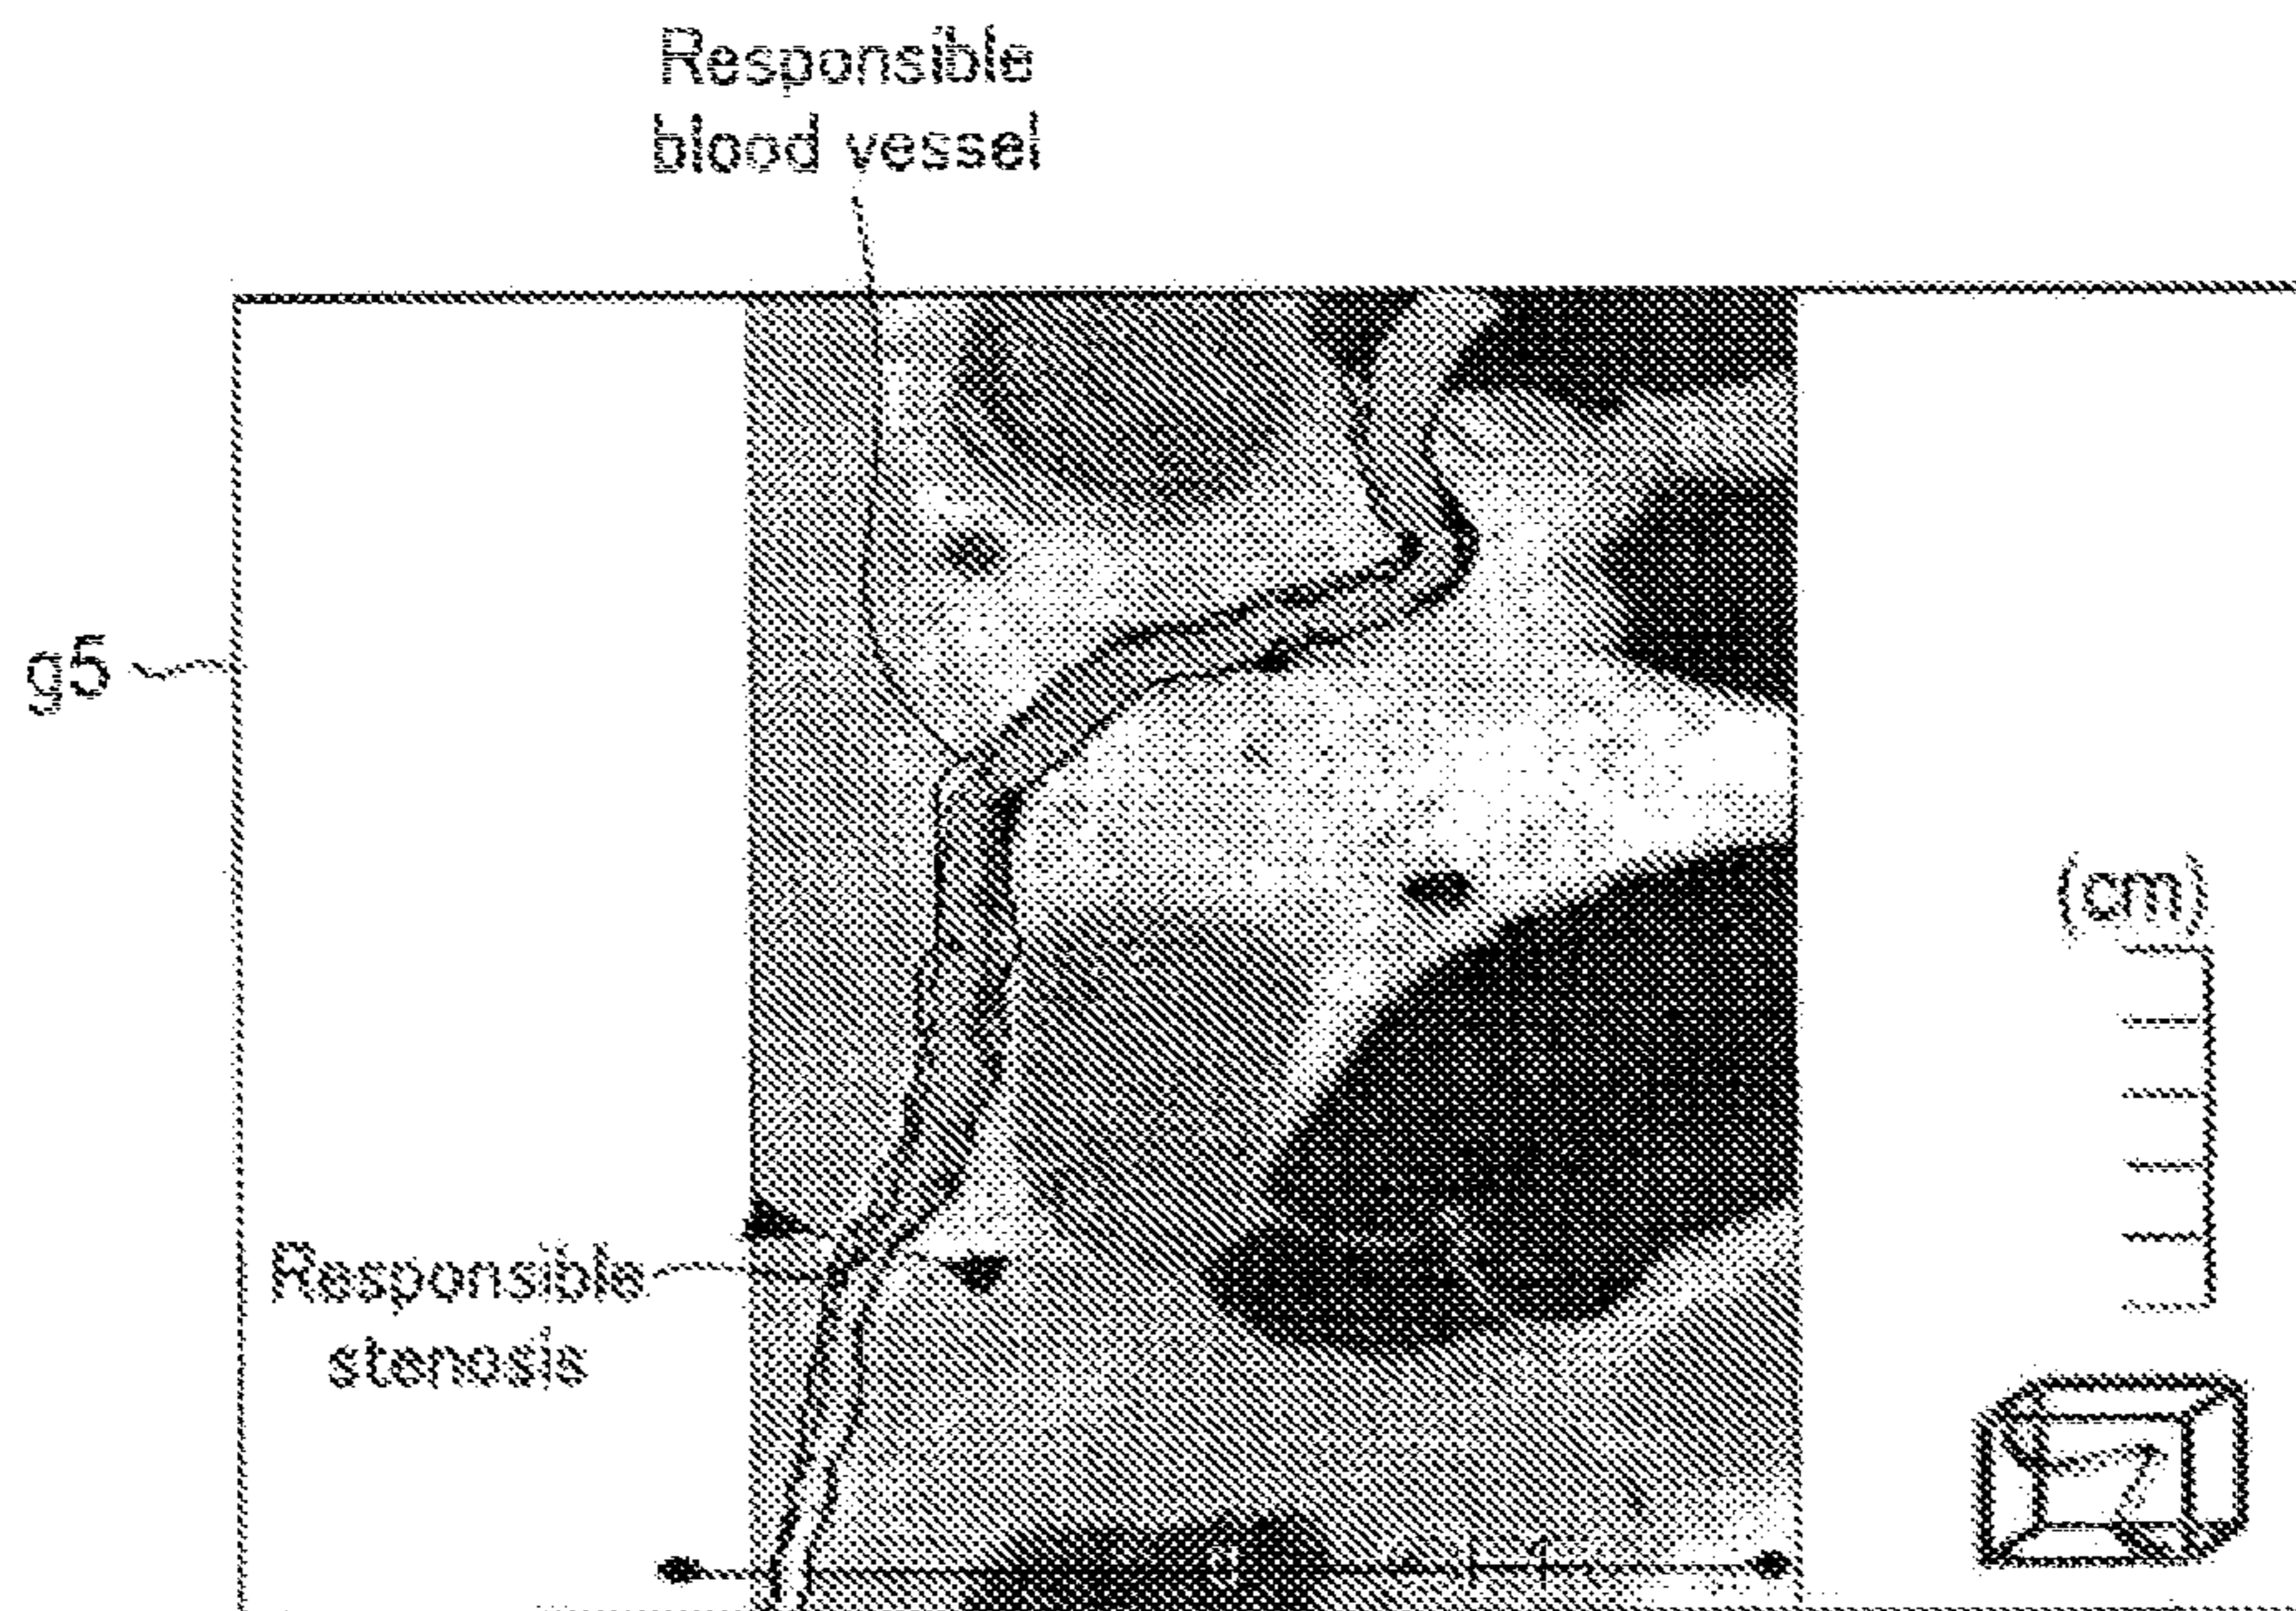 Responsible
blood vessel
g5
(cm)
Responsible
stenosis